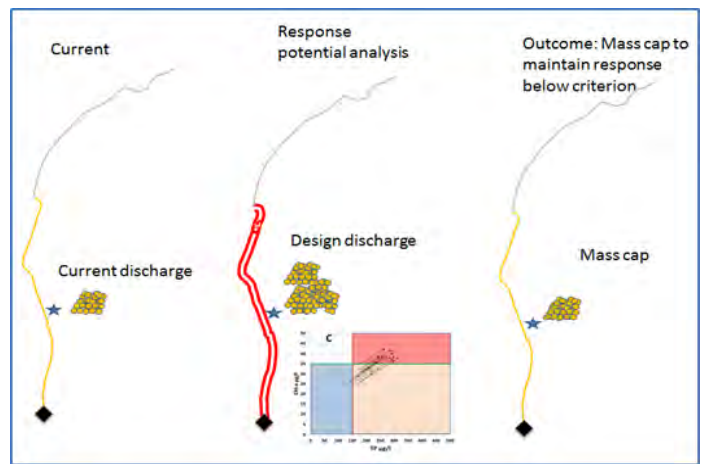 Current
Response
potential analysis
Outcome: Mass cap to
maintain response
below criterion
Current discharge
Design discharge
Mass cap
C